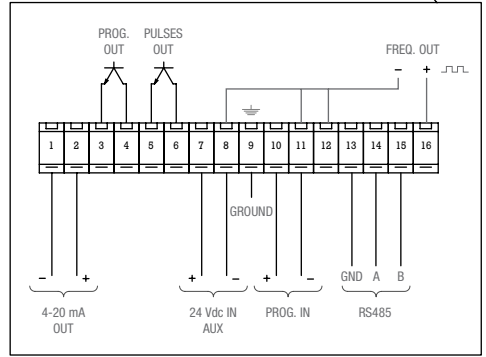 PROG. OUT
PULSES OUT
FREQ. OUT
– +
1 2 3 4 5 6 7 8 9 10 11 12 13 14 15 16
GROUND
– + + – + – GND A B
4-20 mA OUT
24 Vdc IN AUX
PROG. IN
RS485